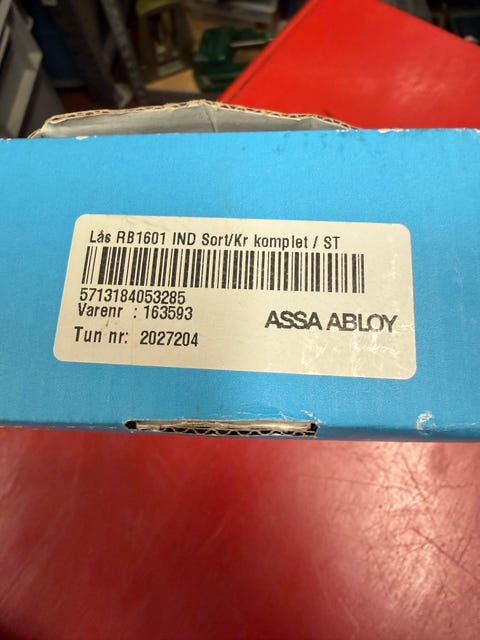 Lås RB1601 IND Sort/Kr komplet / ST
5713184053285
Varenr : 163593
ASSA ABLOY
Tun nr: 2027204